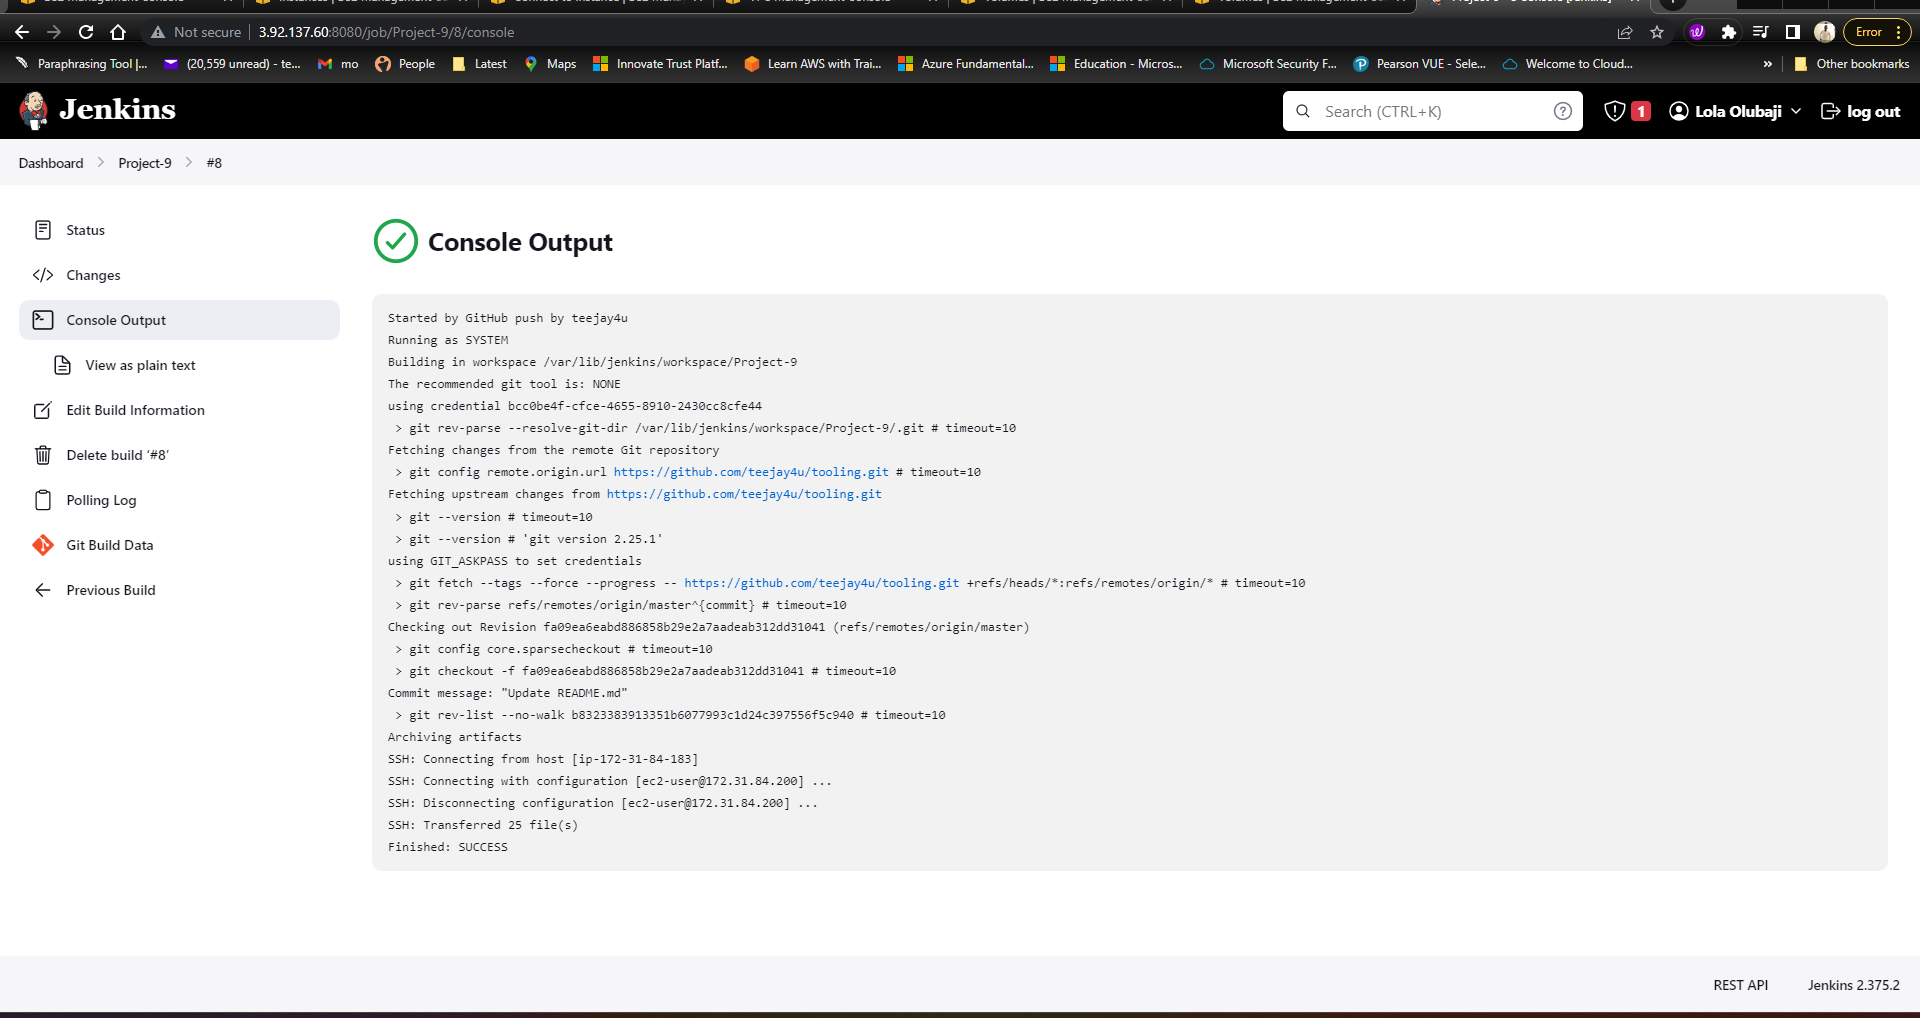 Not secure | 3.92.137.60:8080/job/Project-9/8/console
Error
Paraphrasing Tool |...
(20,559 unread) - te...
mo
People
Latest
Maps
Innovate Trust Platf...
Learn AWS with Trai...
Azure Fundamental...
Education - Micros...
Microsoft Security F...
Pearson VUE - Sele...
Welcome to Cloud...
»
Other bookmarks
Jenkins
Search (CTRL+K)
1
Lola Olubaji
log out
Dashboard
Project-9
#8
Status
Changes
Console Output
View as plain text
Edit Build Information
Delete build ‘#8’
Polling Log
Git Build Data
Previous Build
Console Output
Started by GitHub push by teejay4u
Running as SYSTEM
Building in workspace /var/lib/jenkins/workspace/Project-9
The recommended git tool is: NONE
using credential bcc0be4f-cfce-4655-8910-2430cc8cfe44
> git rev-parse --resolve-git-dir /var/lib/jenkins/workspace/Project-9/.git # timeout=10
Fetching changes from the remote Git repository
> git config remote.origin.url https://github.com/teejay4u/tooling.git # timeout=10
Fetching upstream changes from https://github.com/teejay4u/tooling.git
> git --version # timeout=10
> git --version # 'git version 2.25.1'
using GIT_ASKPASS to set credentials
> git fetch --tags --force --progress -- https://github.com/teejay4u/tooling.git +refs/heads/*:refs/remotes/origin/* # timeout=10
> git rev-parse refs/remotes/origin/master^{commit} # timeout=10
Checking out Revision fa09ea6eabd886858b29e2a7aadeab312dd31041 (refs/remotes/origin/master)
> git config core.sparsecheckout # timeout=10
> git checkout -f fa09ea6eabd886858b29e2a7aadeab312dd31041 # timeout=10
Commit message: "Update README.md"
> git rev-list --no-walk b8323383913351b6077993c1d24c397556f5c940 # timeout=10
Archiving artifacts
SSH: Connecting from host [ip-172-31-84-183]
SSH: Connecting with configuration [ec2-user@172.31.84.200] ...
SSH: Disconnecting configuration [ec2-user@172.31.84.200] ...
SSH: Transferred 25 file(s)
Finished: SUCCESS
REST API
Jenkins 2.375.2